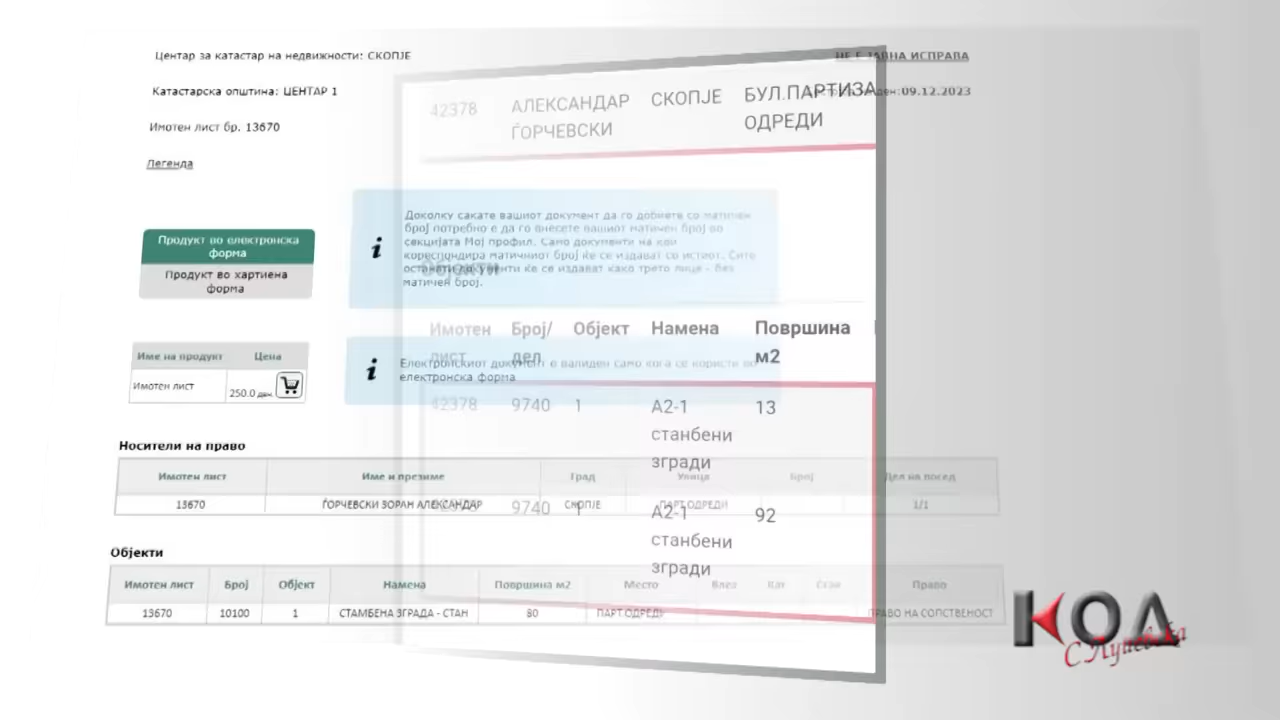 Центар за катастар на недвижности: СКОПЈЕ
НЕ Е ЈАВНА ИСПРАВА
Катастарска општина: ЦЕНТАР 1
09.12.2023
Имотен лист бр. 13670
Легенда
42378 АЛЕКСАНДАР СКОПЈЕ БУЛ.ПАРТИЗА
ЃОРЧЕВСКИ ОДРЕДИ
Продукт во електронска
форма
Продукт во хартиена
форма
Доколку сакате вашиот документ да го добиете со матичен
број потребно е да го внесете вашиот матичен број во
секцијата Мој профил. Само документи на кои
кореспондира матичниот број ќе се издават со истиот. Сите
останати документи ќе се издават како трето лице - без
матичен број.
Објекти
Имотен Број/ Објект Намена Површина
лист дел м2
Име на продукт Цена
Имотен лист 250.0 ден.
Електронскиот документ е валиден само кога се користи во
електронска форма
42378 9740 1 А2-1 13
станбени
згради
42378 9740 1 А2-1 92
станбени
згради
Носители на право
Имотен лист Име и презиме Град Улица Број Дел на посед
13670 ЃОРЧЕВСКИ ЗОРАН АЛЕКСАНДАР СКОПЈЕ ПАРТ.ОДРЕДИ 1/1
Објекти
Имотен лист Број Објект Намена Површина м2 Место Влез Кат Стан Право
13670 10100 1 СТАМБЕНА ЗГРАДА - СТАН 80 ПАРТ.ОДРЕДИ ПРАВО НА СОПСТВЕНОСТ
КОД